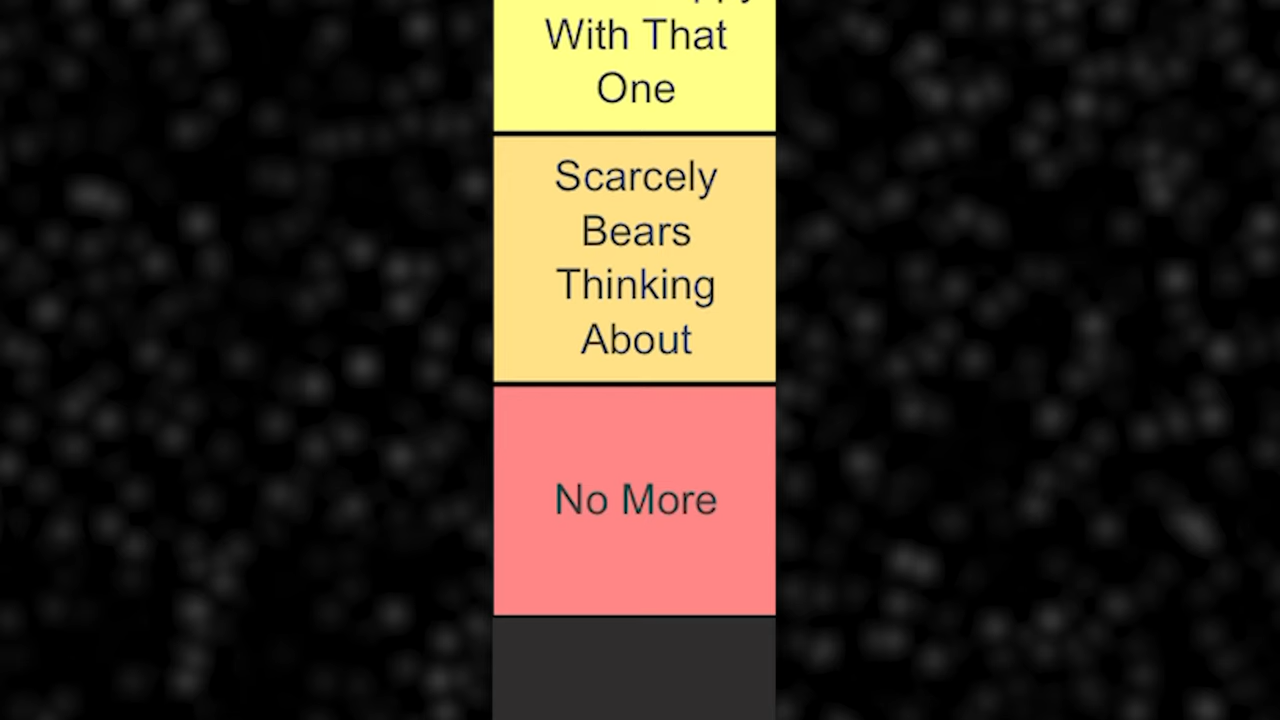 With That
One
Scarcely
Bears
Thinking
About
No More